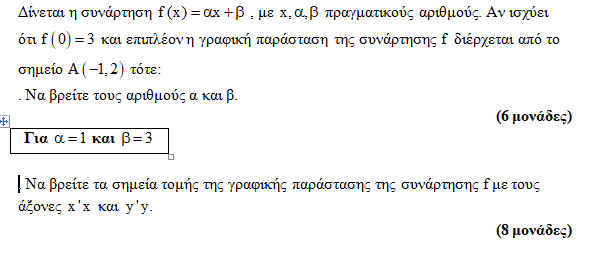 Δίνεται η συνάρτηση f (x) = αx + β , με x, α, β πραγματικούς αριθμούς. Αν ισχύει
ότι f (0) = 3 και επιπλέον η γραφική παράσταση της συνάρτησης f διέρχεται από το
σημείο A (−1, 2) τότε:
. Να βρείτε τους αριθμούς α και β.
(6 μονάδες)
Για α = 1 και β = 3
Να βρείτε τα σημεία τομής της γραφικής παράστασης της συνάρτησης f με τους
άξονες x'x και y'y.
(8 μονάδες)